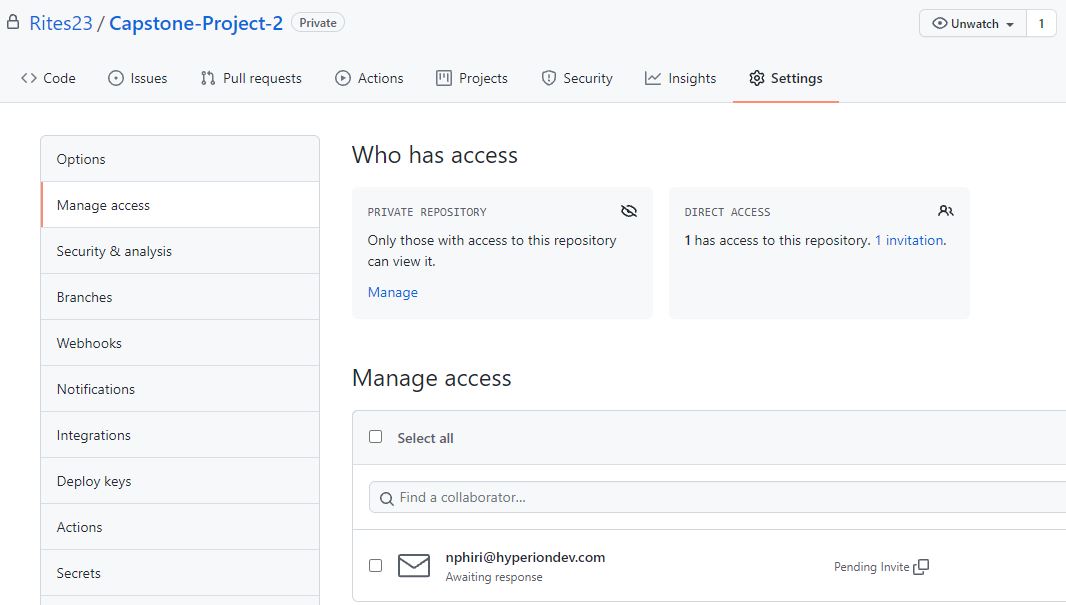 Rites23 / Capstone-Project-2 Private
Unwatch 1
Code Issues Pull requests Actions Projects Security Insights Settings
Options
Manage access
Security & analysis
Branches
Webhooks
Notifications
Integrations
Deploy keys
Actions
Secrets
Who has access
PRIVATE REPOSITORY
Only those with access to this repository
can view it.
Manage
DIRECT ACCESS
1 has access to this repository. 1 invitation.
Manage access
Select all
Find a collaborator...
nphiri@hyperiondev.com
Awaiting response
Pending Invite